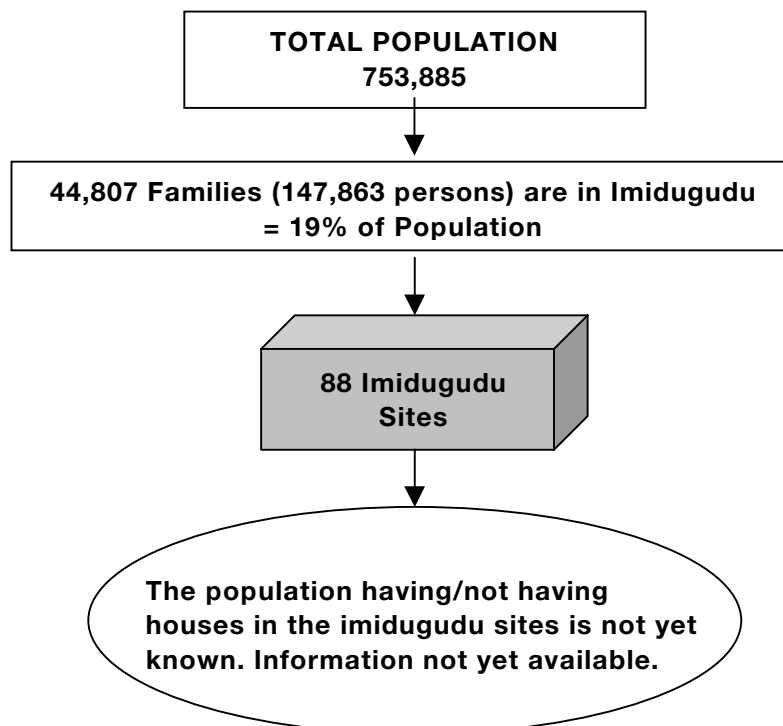 TOTAL POPULATION
753,885
44,807 Families (147,863 persons) are in Imidugudu
= 19% of Population
88 Imidugudu
Sites
The population having/not having
houses in the imidugudu sites is not yet
known. Information not yet available.